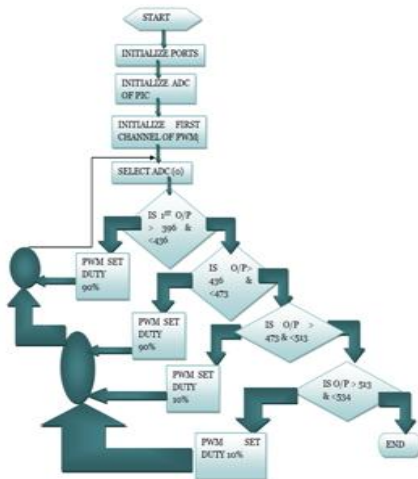 START
INITIALIZE PORTS
INITIALIZE ADC
OF PIC
INITIALIZE FIRST
CHANNEL OF PWM;
SELECT ADC (0)
IS 1ST O/P
> 396 &
<436
PWM SET
DUTY
90%
IS O/P>
436 &
<473
PWM SET
DUTY
90%
IS O/P >
473 & <513
PWM SET
DUTY
10%
IS O/P > 513
& <534
PWM SET
DUTY 10%
END